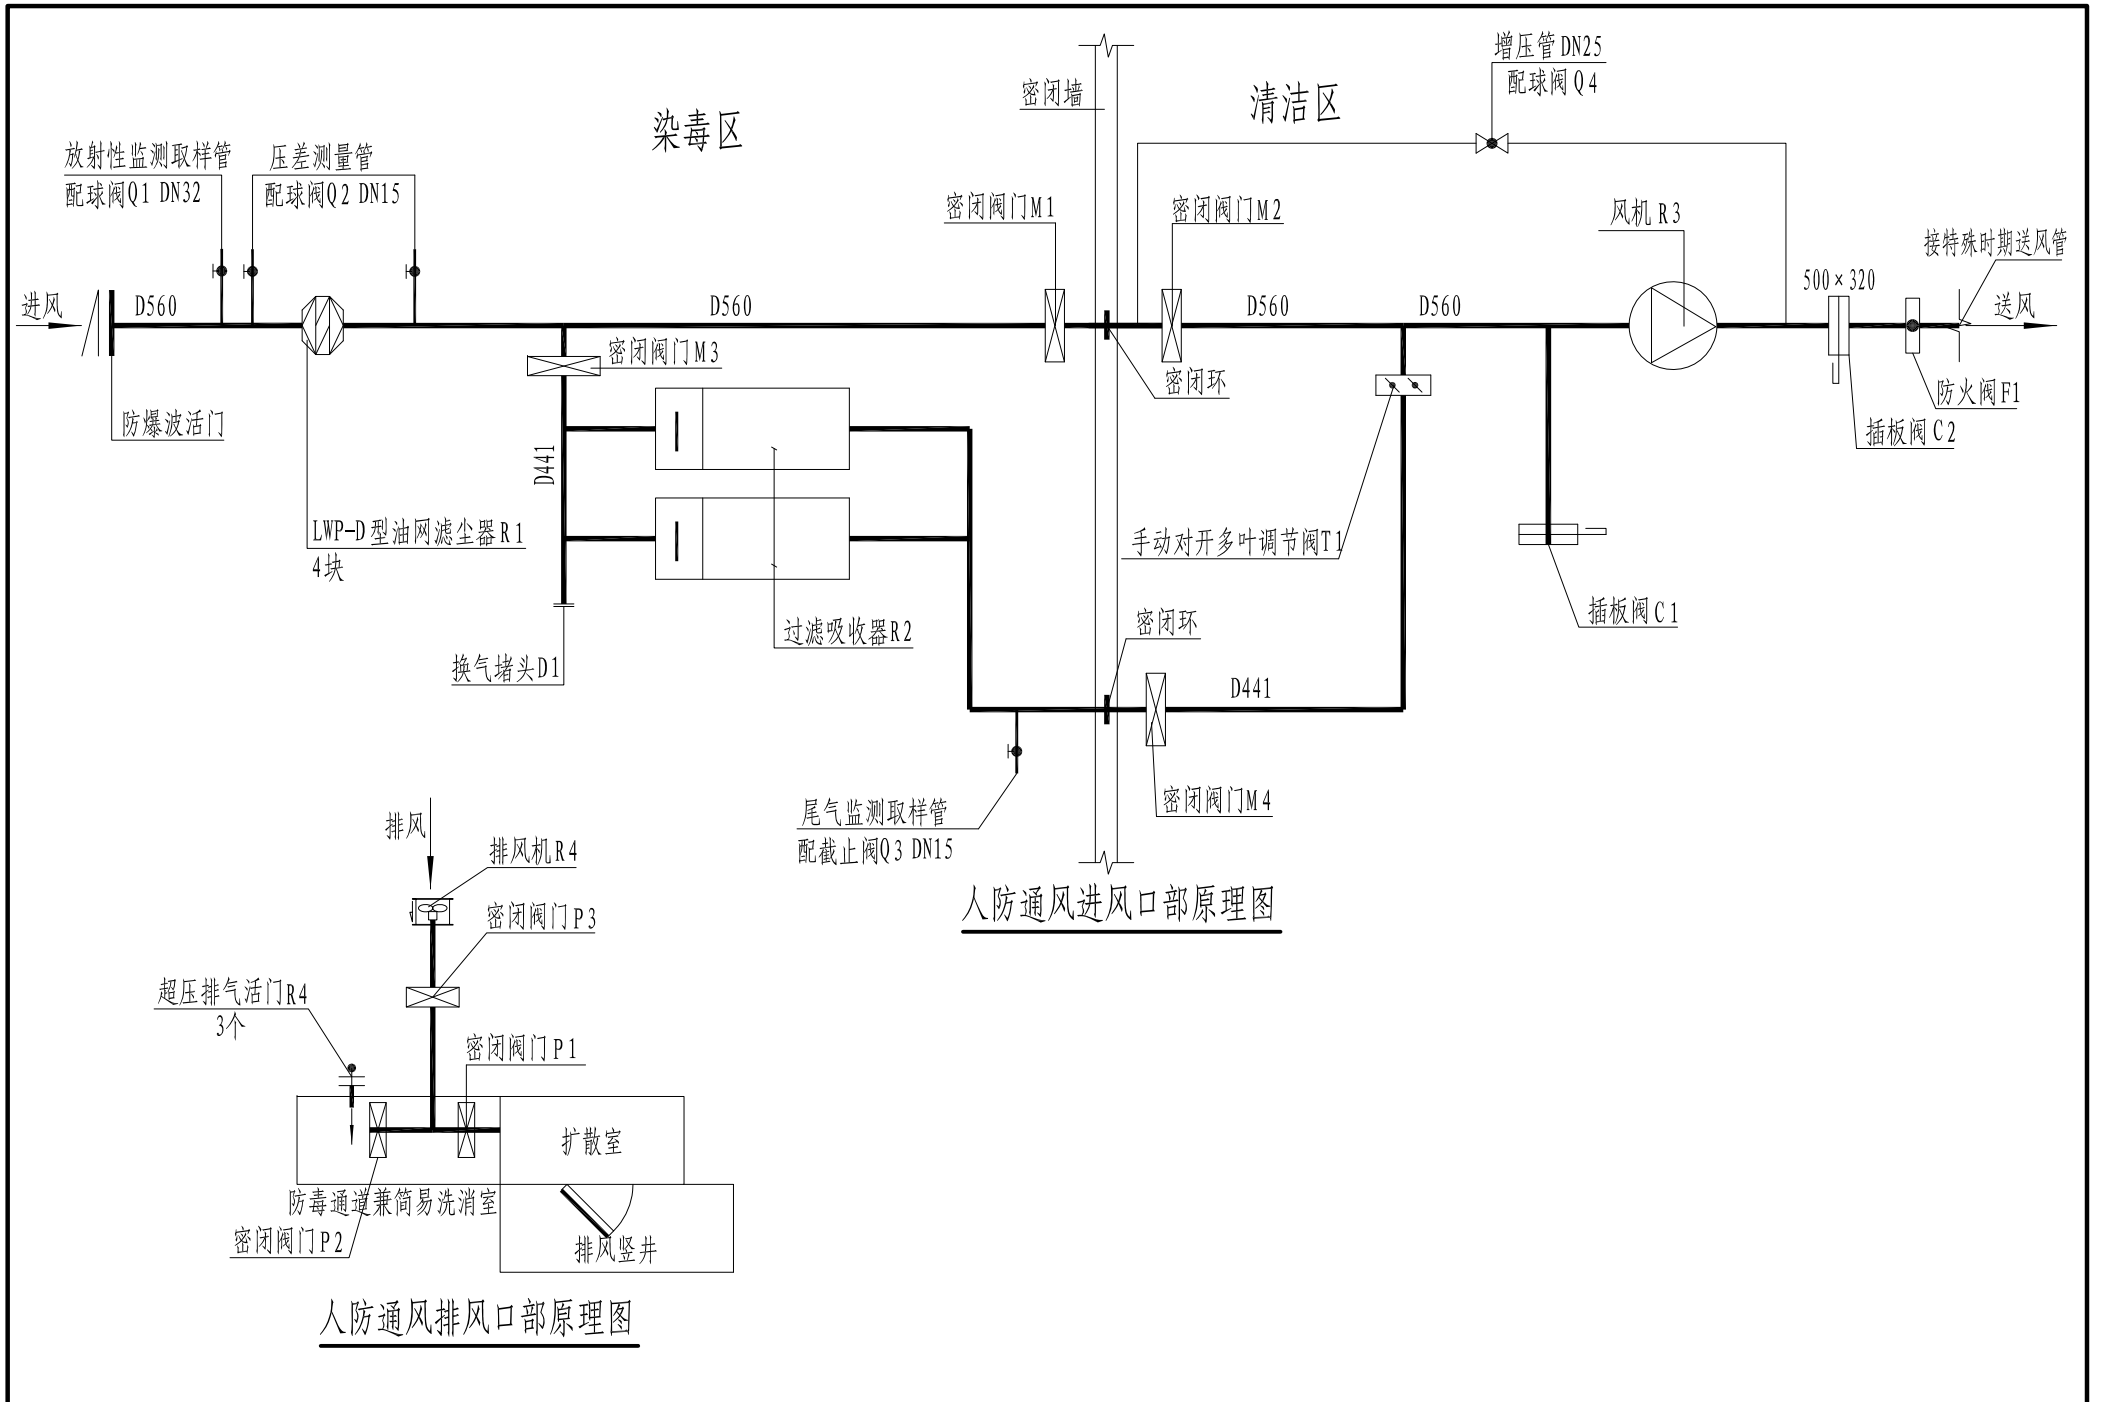 增压管DN25
配球阀Q4
密闭墙
清洁区
染毒区
放射性监测取样管
配球阀Q1 DN32
压差测量管
配球阀Q2 DN15
密闭阀门M1
密闭阀门M2
风机 R3
接特殊时期送风管
进风
D560
D560
D560
D560
500×320
送风
密闭阀门M3
密闭环
防火阀F1
防爆波活门
插板阀C2
D441
LWP-D型油网滤尘器R1
4块
手动对开多叶调节阀T1
过滤吸收器R2
密闭环
插板阀C1
换气堵头D1
D441
尾气监测取样管
配截止阀Q3 DN15
密闭阀门M4
人防通风进风口部原理图
排风
排风机R4
密闭阀门P3
超压排气活门R4
3个
密闭阀门P1
扩散室
防毒通道兼简易洗消室
密闭阀门P2
排风竖井
人防通风排风口部原理图